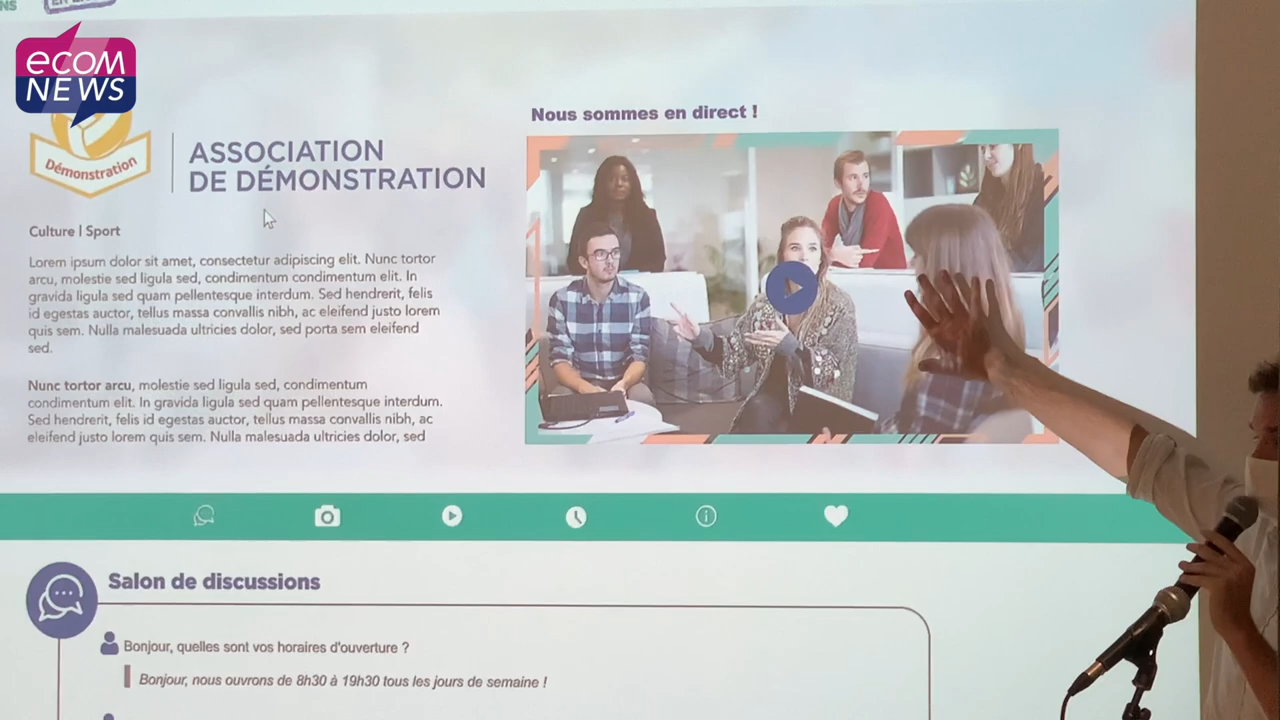 NS
ecom
NEWS
Démonstration
ASSOCIATION
DE DÉMONSTRATION
Nous sommes en direct !
Culture | Sport
Lorem ipsum dolor sit amet, consectetur adipiscing elit. Nunc tortor
arcu, molestie sed ligula sed, condimentum condimentum elit. In
gravida ligula sed quam pellentesque interdum. Sed hendrerit, felis
id egestas auctor, tellus massa convallis nibh, ac eleifend justo lorem
quis sem. Nulla malesuada ultricies dolor, sed porta sem eleifend
sed.
Nunc tortor arcu, molestie sed ligula sed, condimentum
condimentum elit. In gravida ligula sed quam pellentesque interdum.
Sed hendrerit, felis id egestas auctor, tellus massa convallis nibh, ac
eleifend justo lorem quis sem. Nulla malesuada ultricies dolor, sed
Salon de discussions
Bonjour, quelles sont vos horaires d'ouverture ?
Bonjour, nous ouvrons de 8h30 à 19h30 tous les jours de semaine !